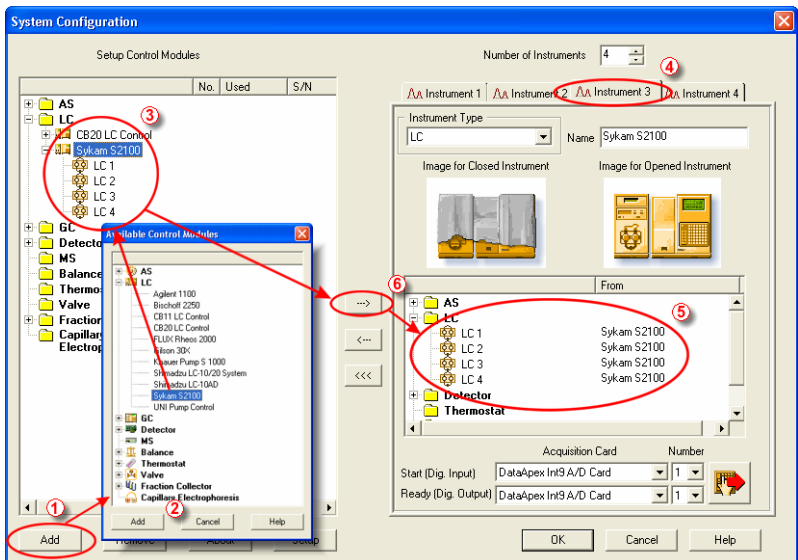 System Configuration
Setup Control Modules
Number of Instruments 4
No. Used S/N
AS
LC
CB20 LC Control
Sykam S2100
LC 1
LC 2
LC 3
LC 4
GC
MS
Balance
Valve
Fraction
Available Control Modules
AS
LC
Agilent 1100
Bischoff 2250
CB11 LC Control
CB20 LC Control
FLUX Rheos 2000
Gilson 30X
Knauer Pump S 1000
Shimadzu LC-10/20 System
Shimadzu LC-10AD
Sykam S2100
UNI Pump Control
GC
Detector
MS
Balance
Thermostat
Valve
Fraction Collector
Capillary Electrophoresis
Add Cancel Help
Add Remove About Setup
1
2
3
4
5
6
--->
<---
<<<
Instrument 1 Instrument 2 Instrument 3 Instrument 4
Instrument Type
LC
Name Sykam S2100
Image for Closed Instrument Image for Opened Instrument
From
AS
LC
LC 1 Sykam S2100
LC 2 Sykam S2100
LC 3 Sykam S2100
LC 4 Sykam S2100
Detector
Thermostat
Acquisition Card Number
Start (Dig. Input) DataApex Int9 A/D Card 1
Ready (Dig. Output) DataApex Int9 A/D Card 1
OK Cancel Help